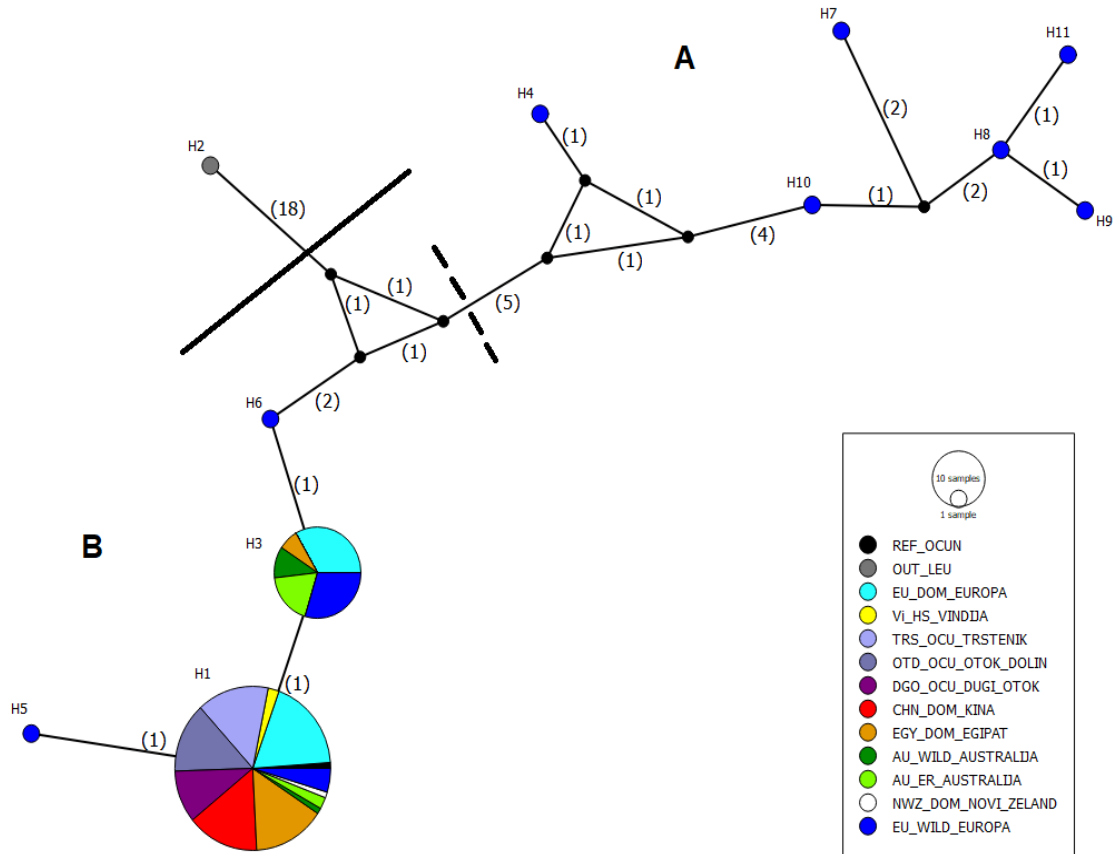 H7
H11
A
H4
(1)
(2)
(1)
H2
H8
(1)
(1)
(18)
H10
(1)
(2)
H9
(1)
(4)
(1)
(1)
(1)
(5)
(1)
(2)
H6
(1)
B
H3
H1
(1)
H5
(1)
10 samples
1 sample
REF_OCUN
OUT_LEU
EU_DOM_EUROPA
Vi_HS_VINDIJA
TRS_OCU_TRSTENIK
OTD_OCU_OTOK_DOLIN
DGO_OCU_DUGI_OTOK
CHN_DOM_KINA
EGY_DOM_EGIPAT
AU_WILD_AUSTRALIJA
AU_ER_AUSTRALIJA
NWZ_DOM_NOVI_ZELAND
EU_WILD_EUROPA